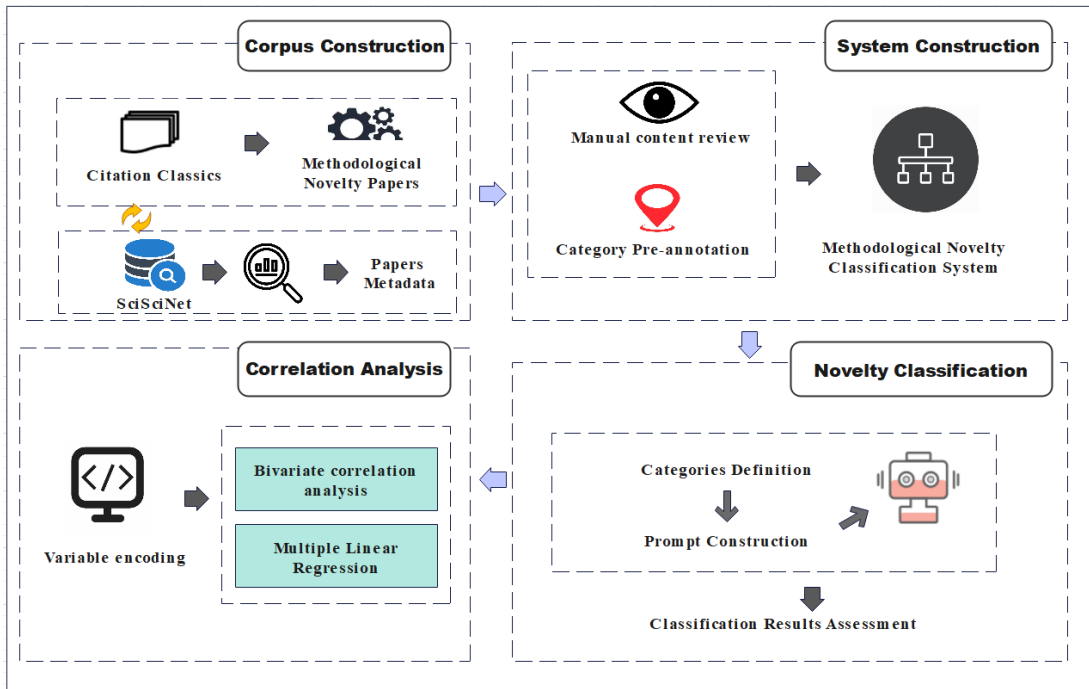 Corpus Construction
Citation Classics
Methodological
Novelty Papers
SciSciNet
Papers
Metadata
System Construction
Manual content review
Category Pre-annotation
Methodological Novelty
Classification System
Correlation Analysis
Variable encoding
Bivariate correlation
analysis
Multiple Linear
Regression
Novelty Classification
Categories Definition
Prompt Construction
Classification Results Assessment